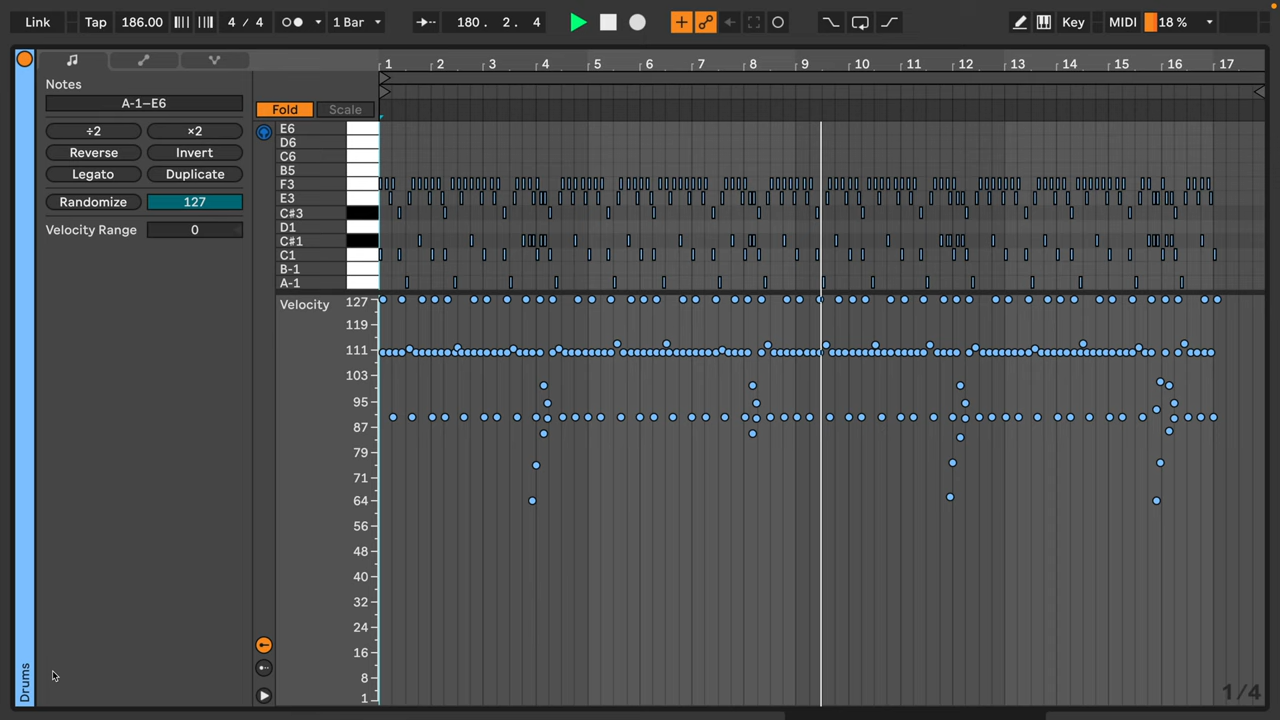 Link Tap 186.00 4 / 4 1 Bar 180. 2. 4 Key MIDI 18 %
1 2 3 4 5 6 7 8 9 10 11 12 13 14 15 16 17
Notes
A-1–E6
÷2 ×2
Reverse Invert
Legato Duplicate
Randomize 127
Velocity Range 0
Fold Scale
E6
D6
C6
B5
F3
E3
C#3
D1
C#1
C1
B-1
A-1
Velocity 127
119
111
103
95
87
79
71
64
56
48
40
32
24
16
8
1
Drums
1/4